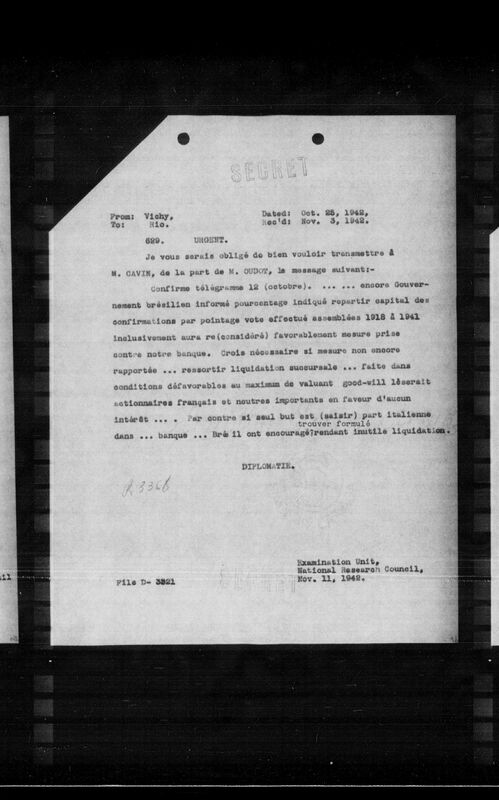 SECRET
From: Vichy, Dated: Oct. 28, 1942,
To: Rio. Rec'd: Nov. 3, 1942.
629. URGENT.
Je vous serais obligé de bien vouloir transmettre à
M. CAVIN, de la part de M. OUDOT, le message suivant:-
Confirme télégramme 12 (octobre). ... ... encore Gouver-
nement brésilien informé pourcentage indiqué repartir capital des
confirmations par pointage vote effectué assemblées 1918 à 1941
inclusivement aura re(considéré) favorablement mesure prise
contre notre banque. Crois nécessaire si mesure non encore
rapportée ... ressortir liquidation succursale ... faite dans
conditions défavorables au maximum de valuant good-will léserait
actionnaires français et neutres importants en faveur d'aucun
intérêt ... . Par contre si seul but est (saisir) part italienne
trouver formulé
dans ... banque ... Brésil ont encouragé?rendant inutile liquidation.
DIPLOMATIE.
R 3368
Examination Unit,
National Research Council,
File D- 3321 Nov. 11, 1942.
SECRET